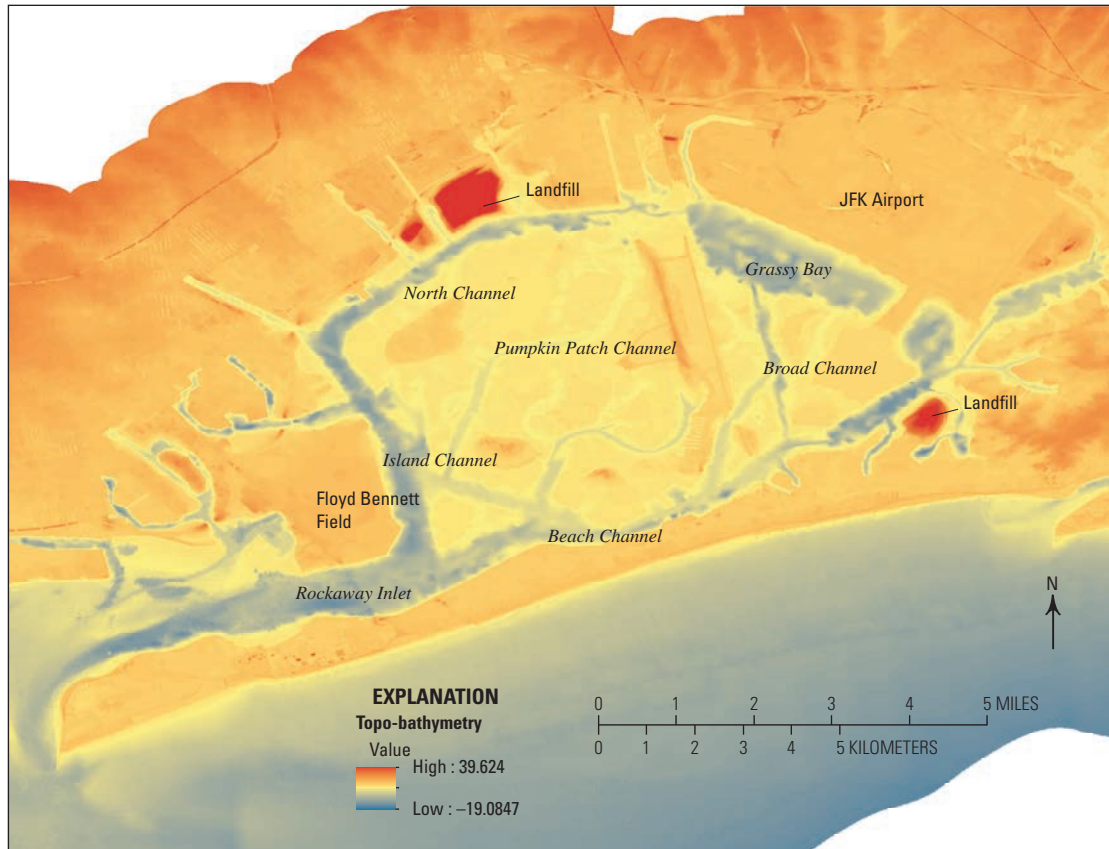 Landfill
JFK Airport
Grassy Bay
North Channel
Pumpkin Patch Channel
Broad Channel
Landfill
Island Channel
Floyd Bennett
Field
Beach Channel
Rockaway Inlet
N
EXPLANATION
Topo-bathymetry
Value
High : 39.624
Low : –19.0847
0 1 2 3 4 5 MILES
0 1 2 3 4 5 KILOMETERS